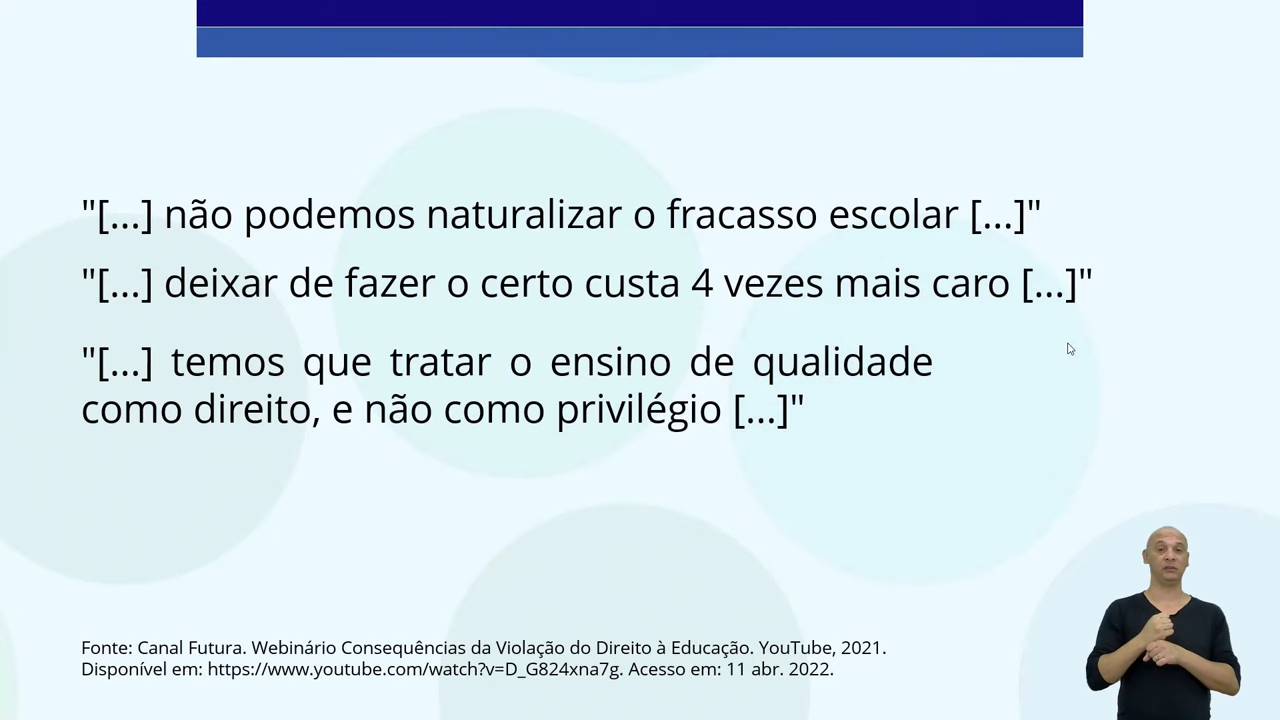 "[...] não podemos naturalizar o fracasso escolar [...]"
"[...] deixar de fazer o certo custa 4 vezes mais caro [...]"
"[...] temos que tratar o ensino de qualidade
como direito, e não como privilégio [...]"
Fonte: Canal Futura. Webinário Consequências da Violação do Direito à Educação. YouTube, 2021.
Disponível em: https://www.youtube.com/watch?v=D_G824xna7g. Acesso em: 11 abr. 2022.